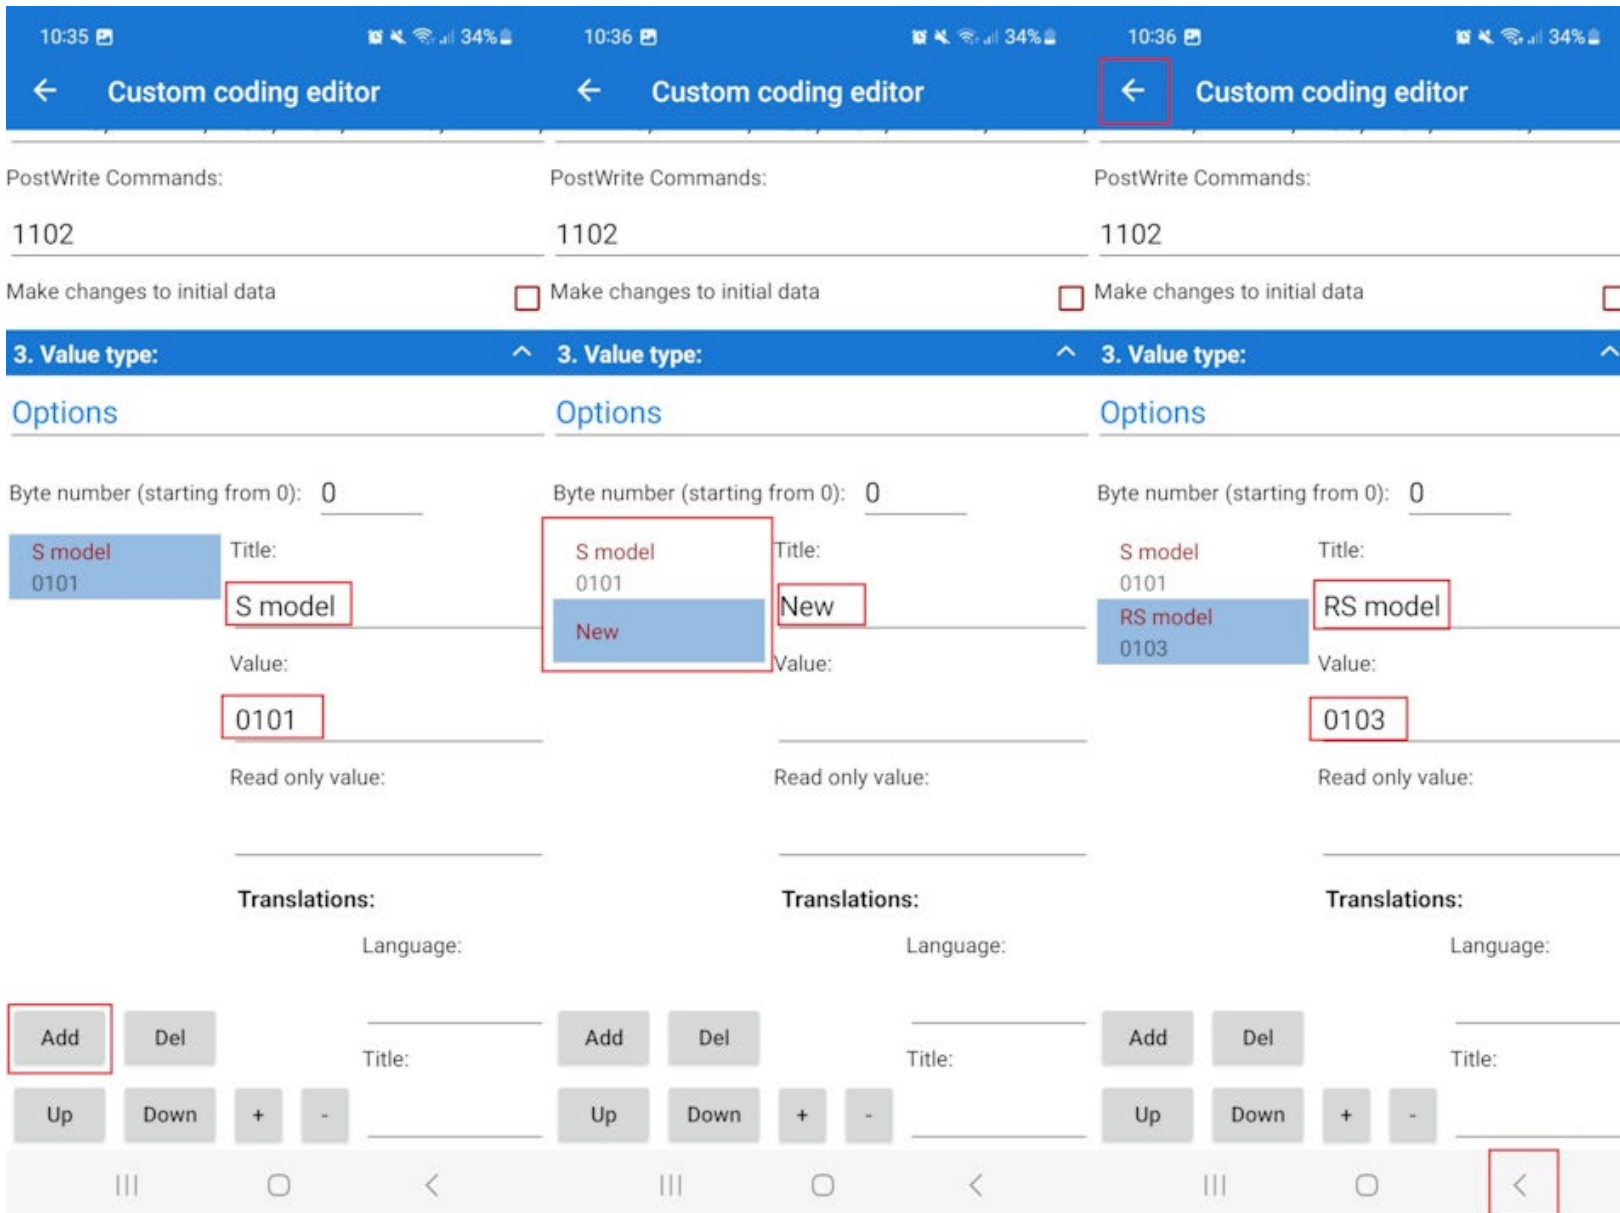 10:35 34%
Custom coding editor
PostWrite Commands:
1102
Make changes to initial data
3. Value type:
Options
Byte number (starting from 0): 0
S model
0101
Title:
S model
Value:
0101
Read only value:
Translations:
Language:
Add Del
Title:
Up Down + -
10:36 34%
Custom coding editor
PostWrite Commands:
1102
Make changes to initial data
3. Value type:
Options
Byte number (starting from 0): 0
S model
0101
New
Title:
New
Value:
Read only value:
Translations:
Language:
Add Del
Title:
Up Down + -
10:36 34%
Custom coding editor
PostWrite Commands:
1102
Make changes to initial data
3. Value type:
Options
Byte number (starting from 0): 0
S model
0101
RS model
0103
Title:
RS model
Value:
0103
Read only value:
Translations:
Language:
Add Del
Title:
Up Down + -